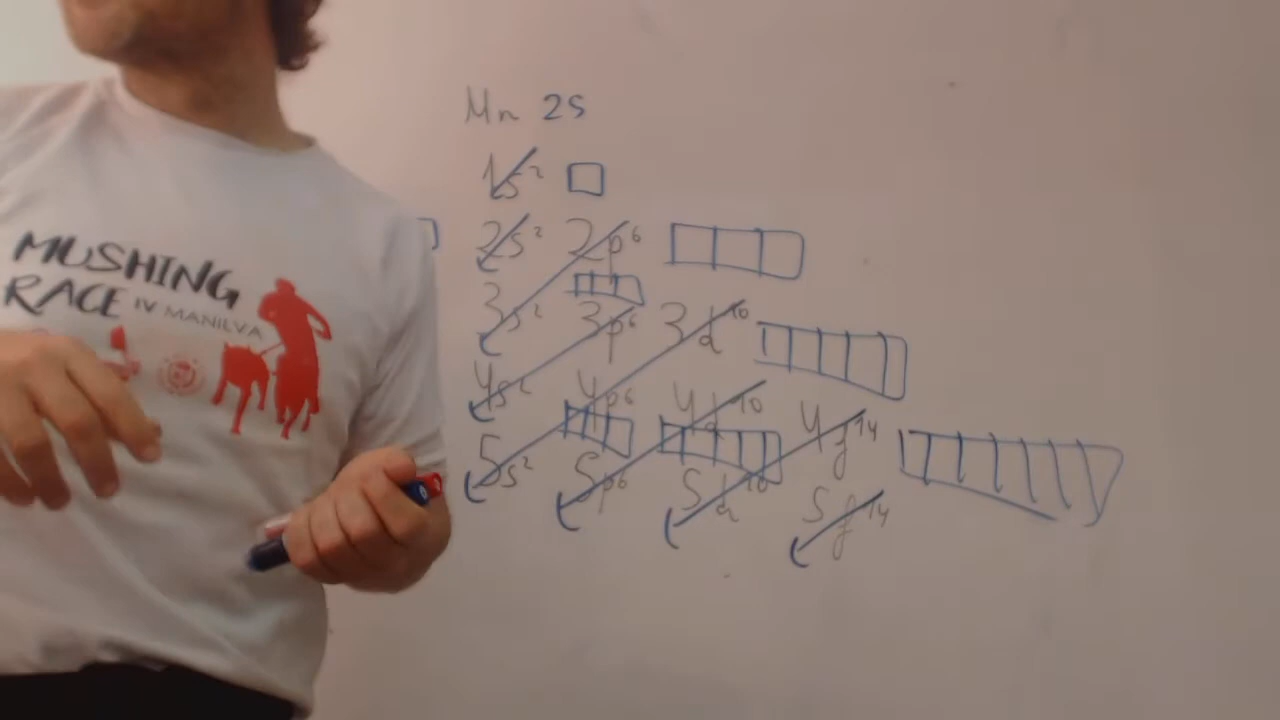 Mn 25
1s²
2s² 2p⁶
3s² 3p⁶ 3d¹⁰
4s² 4p⁶ 4d¹⁰ 4f¹⁴
5s² 5p⁶ 5d¹⁰ 5f¹⁴
MUSHING
RACE IV MANILVA